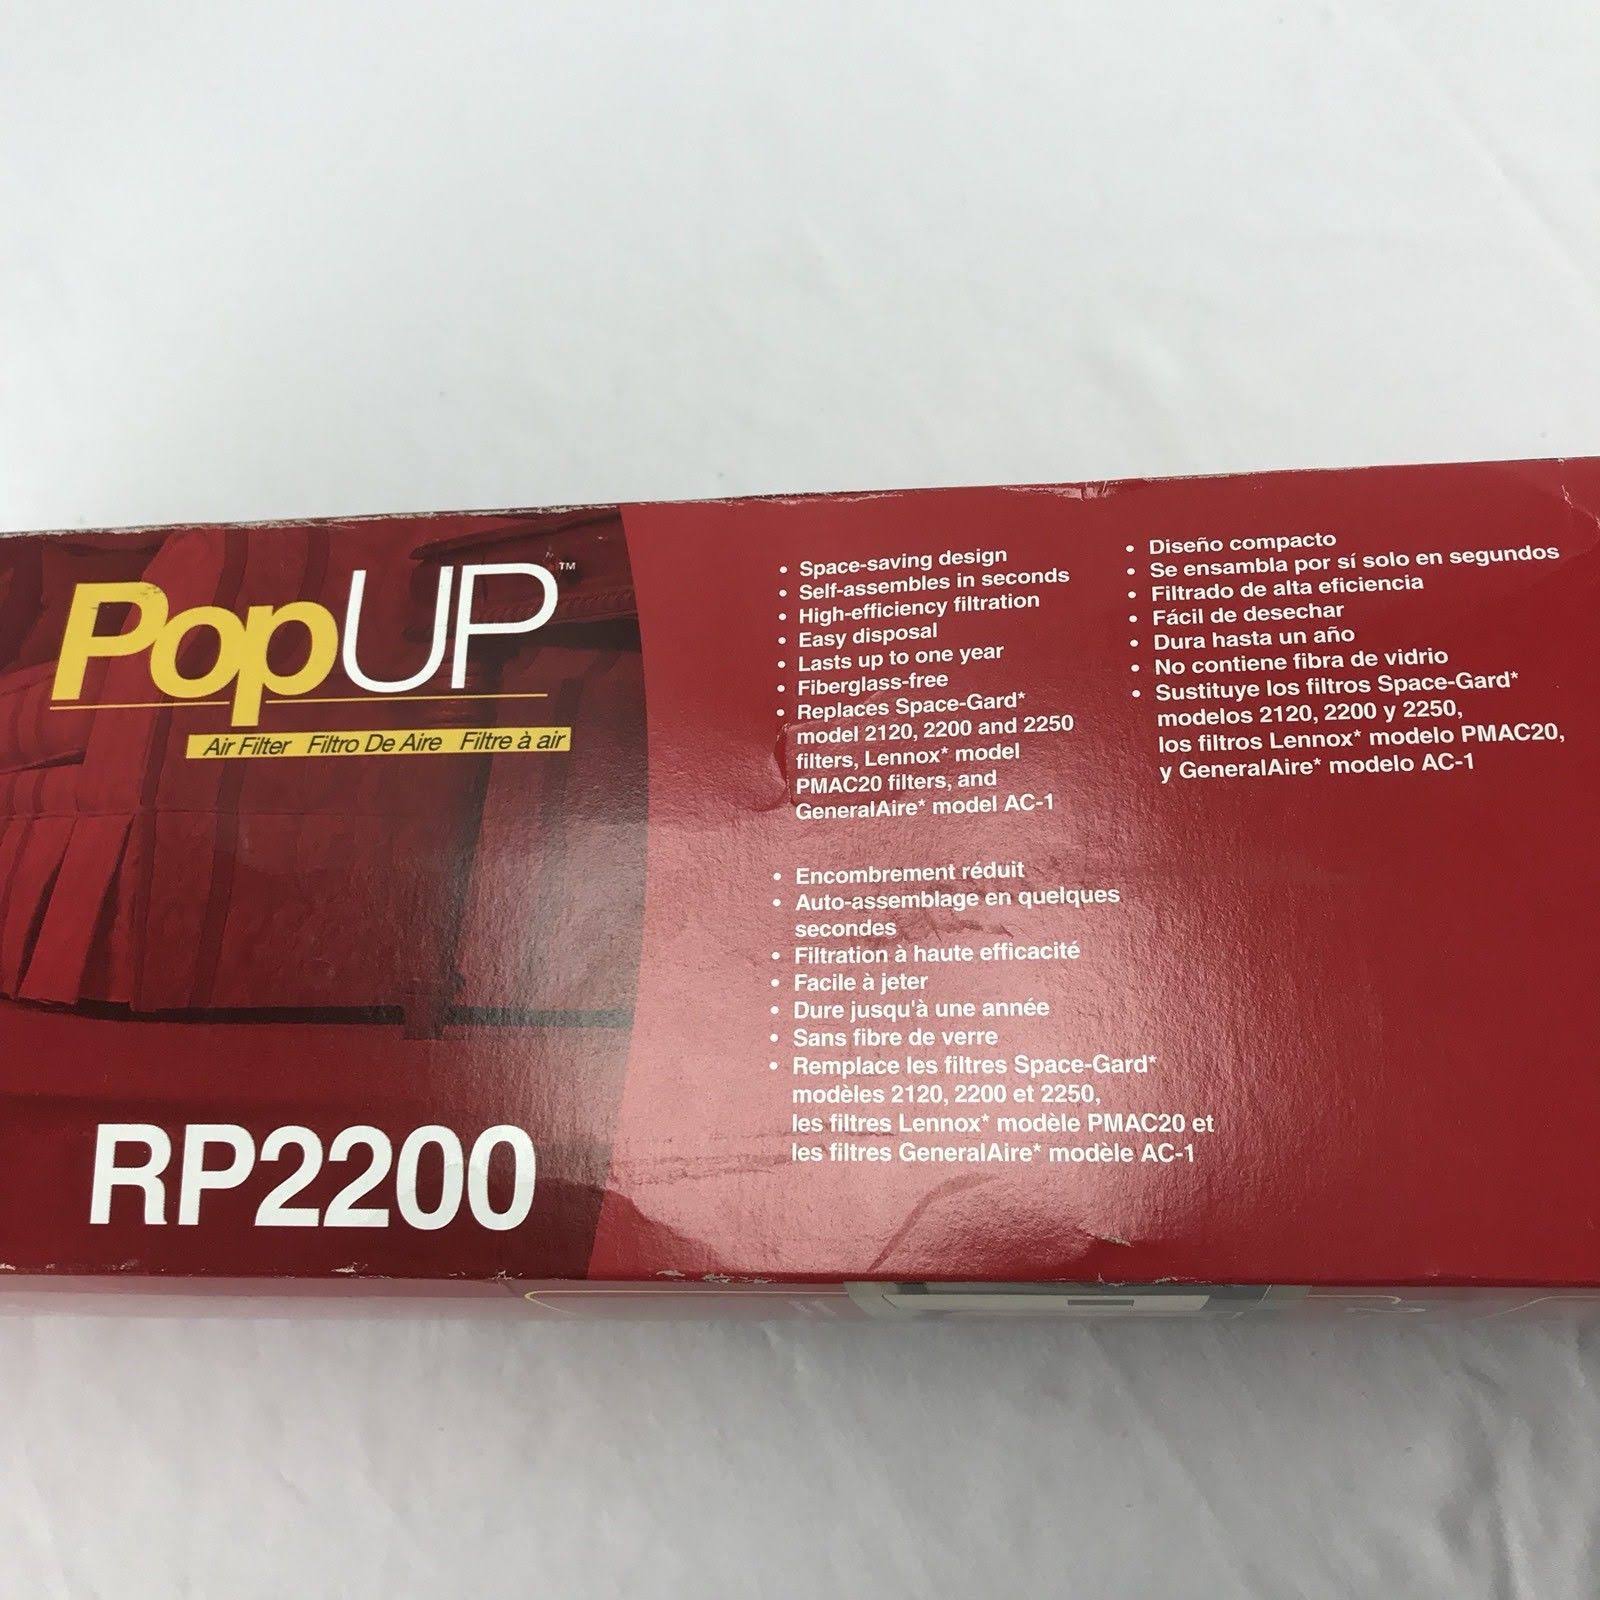 PopUP™
Air Filter Filtro De Aire Filtre à air
RP2200
• Space-saving design
• Self-assembles in seconds
• High-efficiency filtration
• Easy disposal
• Lasts up to one year
• Fiberglass-free
• Replaces Space-Gard*
model 2120, 2200 and 2250
filters, Lennox* model
PMAC20 filters, and
GeneralAire* model AC-1
• Diseño compacto
• Se ensambla por sí solo en segundos
• Filtrado de alta eficiencia
• Fácil de desechar
• Dura hasta un año
• No contiene fibra de vidrio
• Sustituye los filtros Space-Gard*
modelos 2120, 2200 y 2250,
los filtros Lennox* modelo PMAC20,
y GeneralAire* modelo AC-1
• Encombrement réduit
• Auto-assemblage en quelques
secondes
• Filtration à haute efficacité
• Facile à jeter
• Dure jusqu'à une année
• Sans fibre de verre
• Remplace les filtres Space-Gard*
modèles 2120, 2200 et 2250,
les filtres Lennox* modèle PMAC20 et
les filtres GeneralAire* modèle AC-1